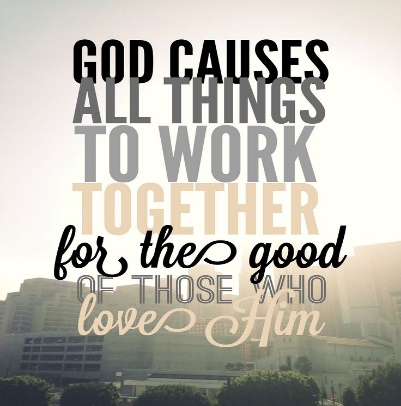 GOD CAUSES
ALL THINGS
TO WORK
TOGETHER
for the good
OF THOSE WHO
love Him